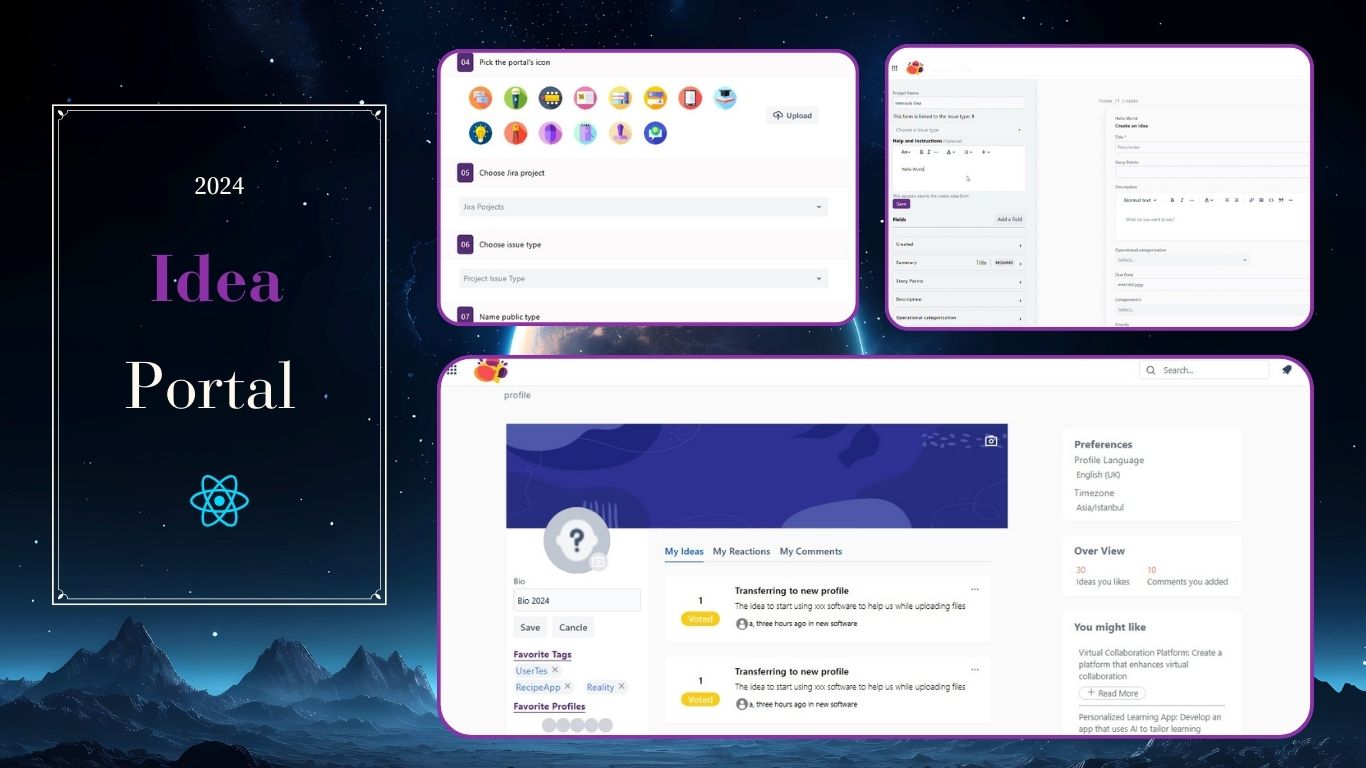 2024
Idea
Portal
04 Pick the portal's icon
Upload
05 Choose Jira project
Jira Porjects
06 Choose issue type
Project Issue Type
07 Name public type
Project Name
This form is linked to the issue type: 1
Choose a issue type
Help and Instructions (Optional)
Aa B I ... A +
Hello World
This appears above the create idea form
Save
Fields Add a field
Created
Summary Title REQUIRED
Story Points
Description
Operational categorization
Home / 1 / create
Hello World
Create an Idea
Title *
Placeholder
Story Points
Description
Normal text B I ... A
What do you want to say?
Operational categorization
Select...
Due Date
mm/dd/yyyy
Component/s
Select...
Priority
Search...
profile
Bio
Bio 2024
Save Cancle
Favorite Tags
UserTes ×
RecipeApp × Reality ×
Favorite Profiles
My Ideas My Reactions My Comments
1
Voted
Transferring to new profile ...
The idea to start using xxx software to help us while uploading files
a, three hours ago in new software
1
Voted
Transferring to new profile ...
The idea to start using xxx software to help us while uploading files
a, three hours ago in new software
Preferences
Profile Language
English (UK)
Timezone
Asia/Istanbul
Over View
30 10
Ideas you likes Comments you added
You might like
Virtual Collaboration Platform: Create a
platform that enhances virtual
collaboration
+ Read More
Personalized Learning App: Develop an
app that uses Ai to tailor learning